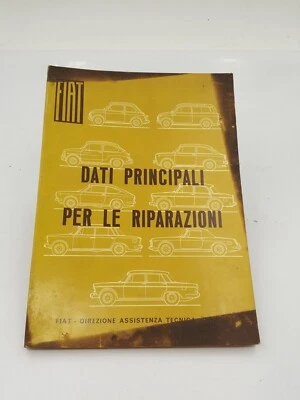 FIAT
DATI PRINCIPALI
PER LE RIPARAZIONI
FIAT - DIREZIONE ASSISTENZA TECNICA